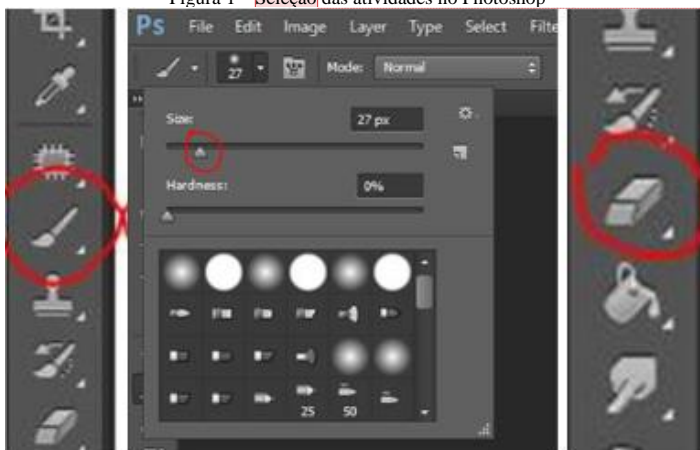 Figura 1 – Seleção das atividades no Photoshop
Ps File Edit Image Layer Type Select Filte
27 Mode: Normal
Size: 27 px
Hardness: 0%
25 50